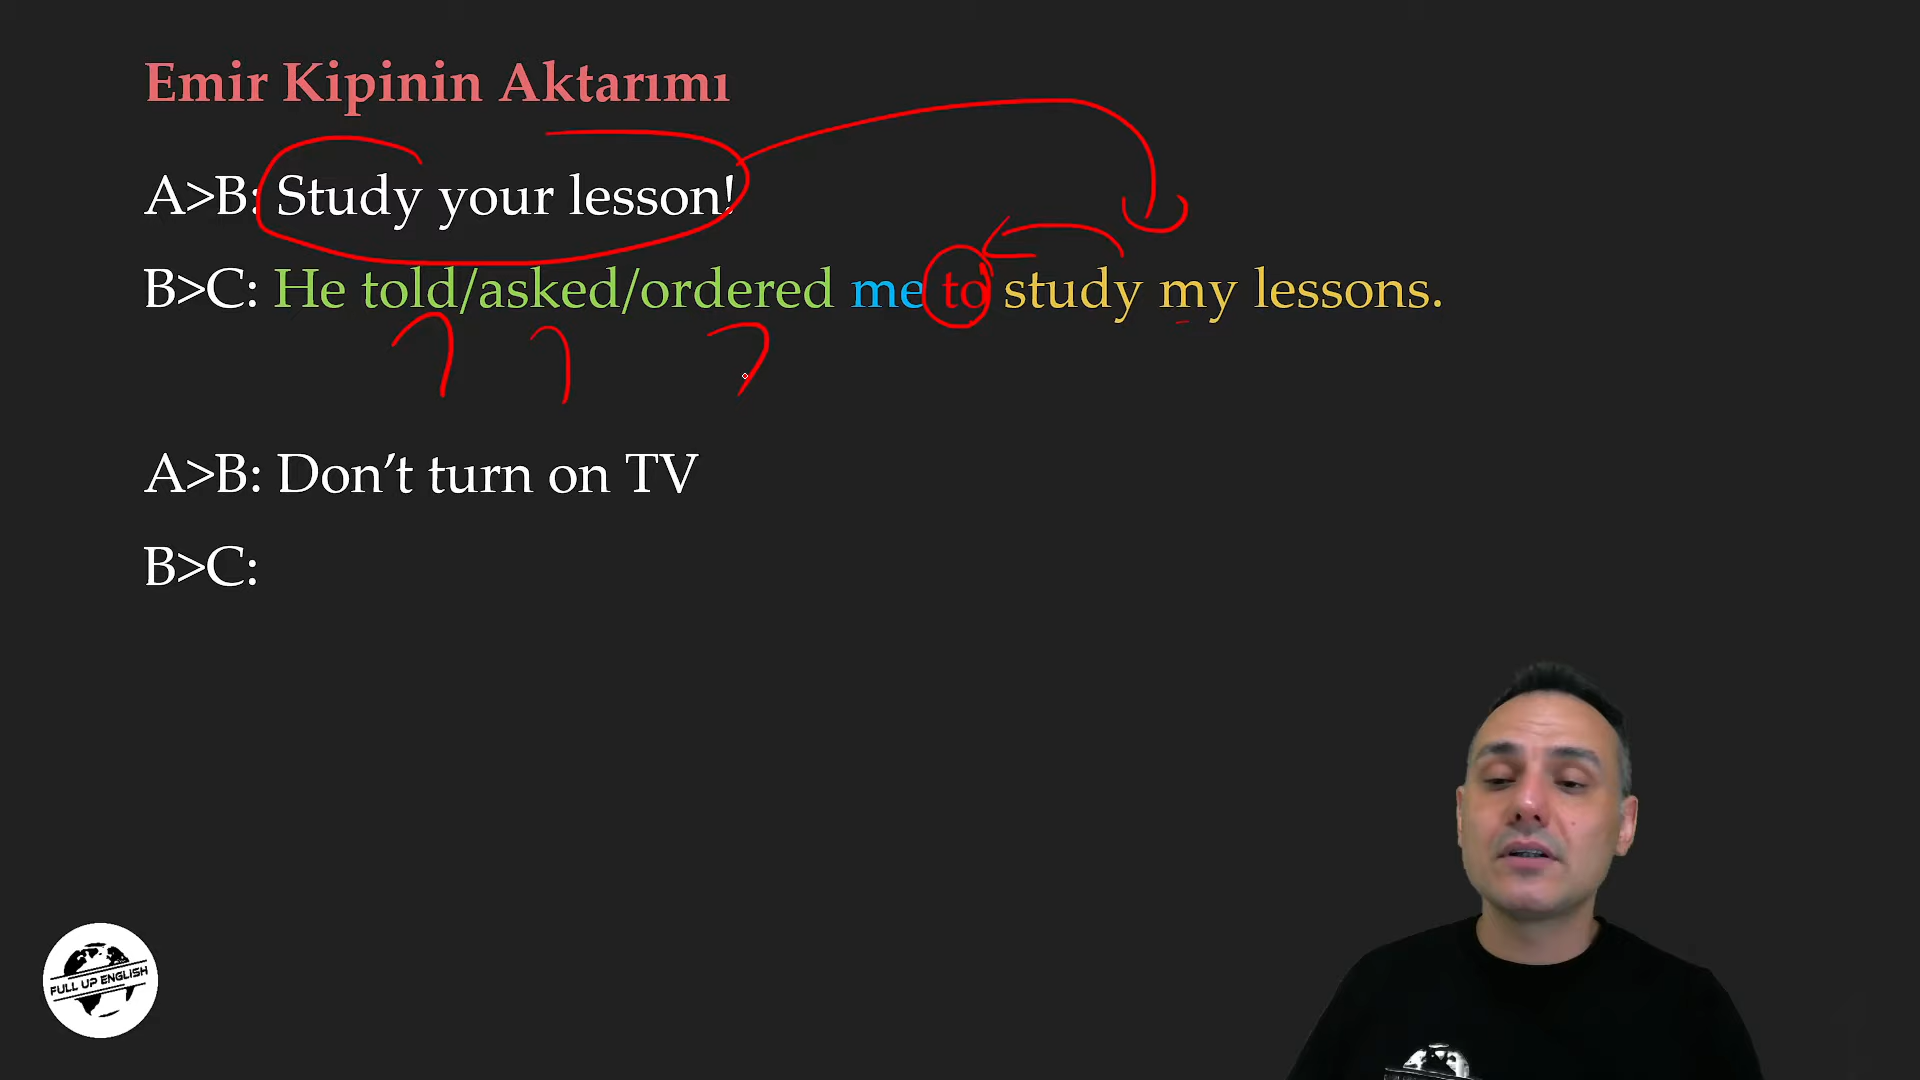 Emir Kipinin Aktarımı
A>B: Study your lesson!
B>C: He told/asked/ordered me to study my lessons.
A>B: Don’t turn on TV
B>C:
FULL UP ENGLISH